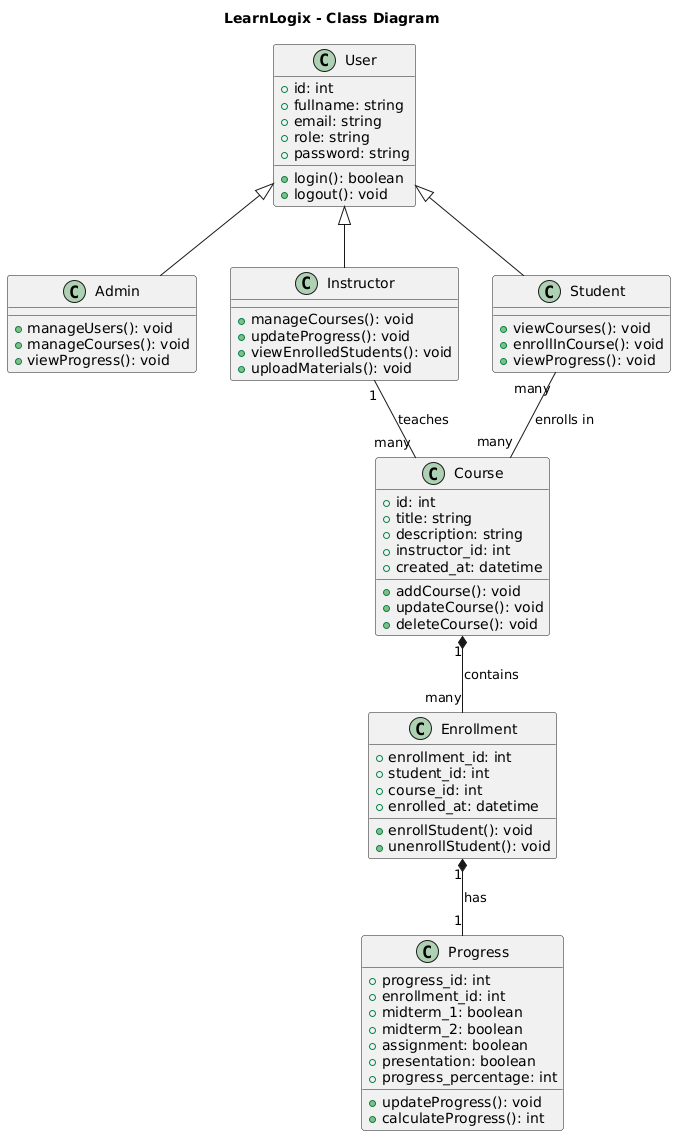 LearnLogix - Class Diagram
C User
id: int
fullname: string
email: string
role: string
password: string
login(): boolean
logout(): void
C Admin
manageUsers(): void
manageCourses(): void
viewProgress(): void
C Instructor
manageCourses(): void
updateProgress(): void
viewEnrolledStudents(): void
uploadMaterials(): void
C Student
viewCourses(): void
enrollInCourse(): void
viewProgress(): void
1
teaches
many
many
enrolls in
many
C Course
id: int
title: string
description: string
instructor_id: int
created_at: datetime
addCourse(): void
updateCourse(): void
deleteCourse(): void
1
contains
many
C Enrollment
enrollment_id: int
student_id: int
course_id: int
enrolled_at: datetime
enrollStudent(): void
unenrollStudent(): void
1
has
1
C Progress
progress_id: int
enrollment_id: int
midterm_1: boolean
midterm_2: boolean
assignment: boolean
presentation: boolean
progress_percentage: int
updateProgress(): void
calculateProgress(): int